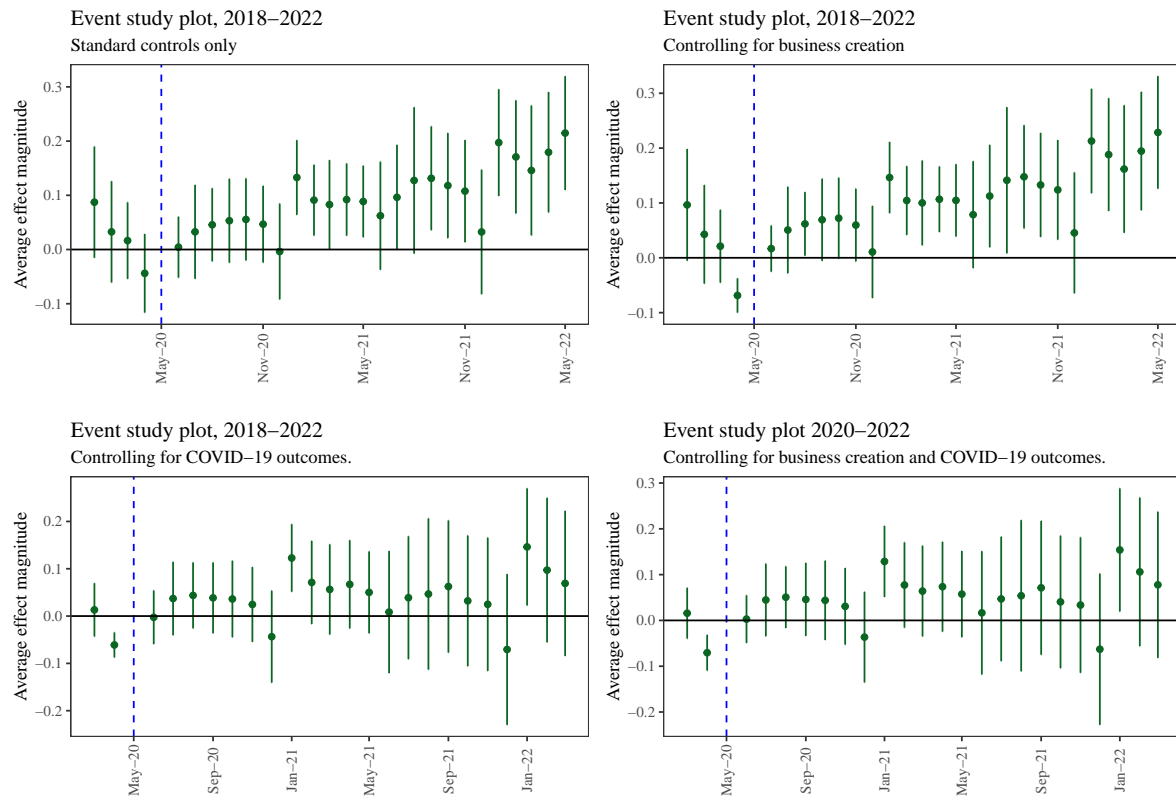 Event study plot, 2018−2022
Standard controls only
Average effect magnitude
0.3
0.2
0.1
0.0
−0.1
May−20
Nov−20
May−21
Nov−21
May−22
Event study plot, 2018−2022
Controlling for business creation
Average effect magnitude
0.3
0.2
0.1
0.0
−0.1
May−20
Nov−20
May−21
Nov−21
May−22
Event study plot, 2018−2022
Controlling for COVID−19 outcomes.
Average effect magnitude
0.2
0.1
0.0
−0.1
−0.2
May−20
Sep−20
Jan−21
May−21
Sep−21
Jan−22
Event study plot 2020−2022
Controlling for business creation and COVID−19 outcomes.
Average effect magnitude
0.3
0.2
0.1
0.0
−0.1
−0.2
May−20
Sep−20
Jan−21
May−21
Sep−21
Jan−22